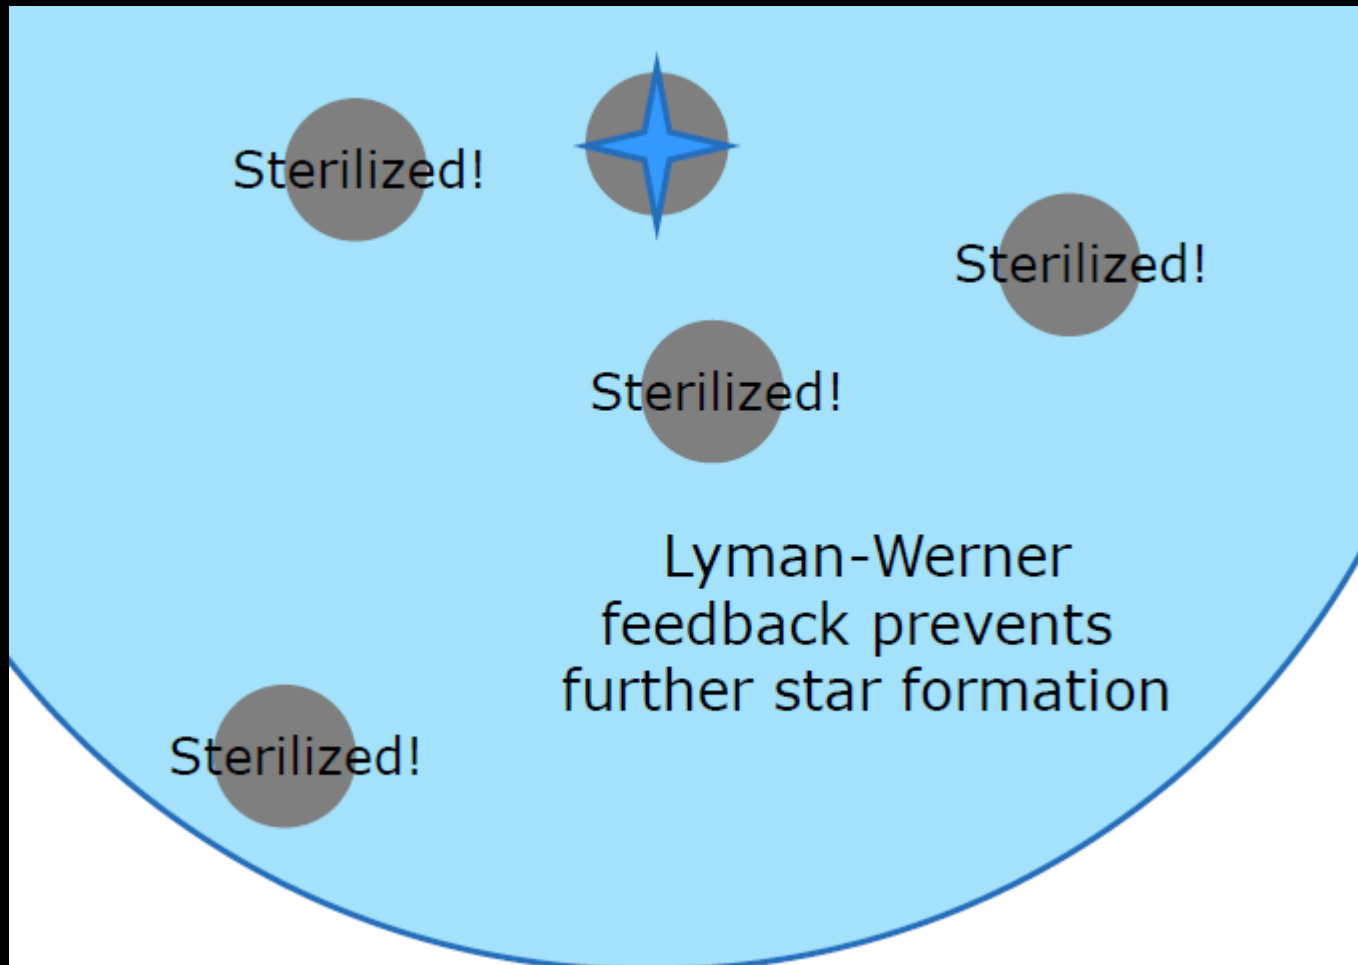 Sterilized!
Sterilized!
Sterilized!
Lyman-Werner
feedback prevents
further star formation
Sterilized!